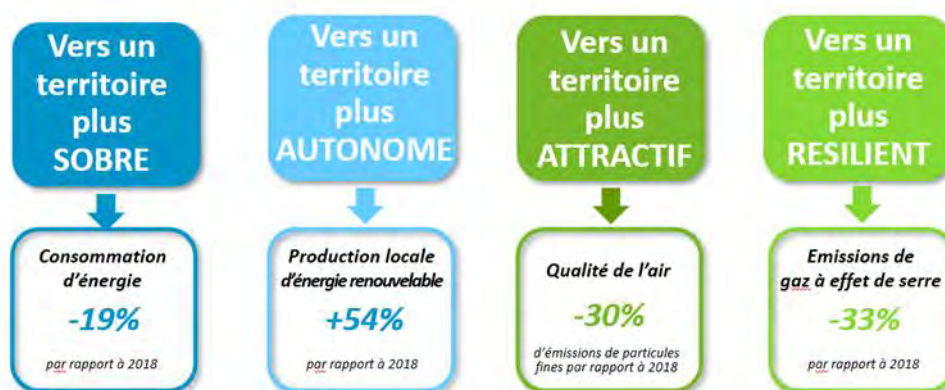 Vers un
territoire
plus
SOBRE
Consommation
d'énergie
-19%
par rapport à 2018
Vers un
territoire
plus
AUTONOME
Production locale
d'énergie renouvelable
+54%
par rapport à 2018
Vers un
territoire
plus
ATTRACTIF
Qualité de l'air
-30%
d'émissions de particules
fines par rapport à 2018
Vers un
territoire
plus
RESILIENT
Emissions de
gaz à effet de serre
-33%
par rapport à 2018